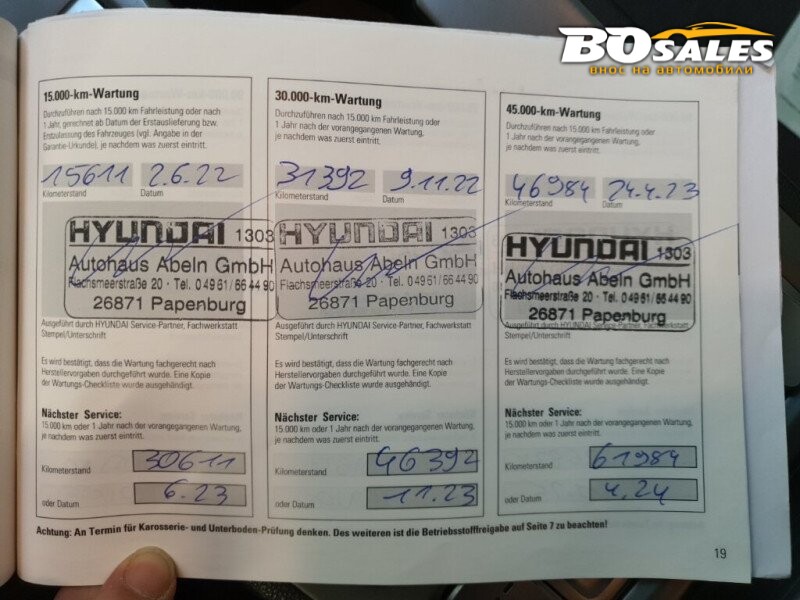 BOSALES
внос на автомобили
15.000-km-Wartung
Durchzuführen nach 15.000 km Fahrleistung oder nach
1 Jahr, gerechnet ab Datum der Erstauslieferung bzw.
Erstzulassung des Fahrzeuges (vgl. Angabe in der
Garantie-Urkunde), je nachdem was zuerst eintritt.
15611 2.6.22
Kilometerstand Datum
HYUNDAI 1303
Autohaus Abeln GmbH
Flachsmeerstraße 20 · Tel. 0 49 61/66 44 90
26871 Papenburg
Ausgeführt durch HYUNDAI Service-Partner, Fachwerkstatt
Stempel/Unterschrift
Es wird bestätigt, dass die Wartung fachgerecht nach
Herstellervorgaben durchgeführt wurde. Eine Kopie
der Wartungs-Checkliste wurde ausgehändigt.
Nächster Service:
15.000 km oder 1 Jahr nach der vorangegangenen Wartung,
je nachdem was zuerst eintritt.
Kilometerstand 30611
oder Datum 6.23
30.000-km-Wartung
Durchzuführen nach 15.000 km Fahrleistung oder
1 Jahr nach der vorangegangenen Wartung,
je nachdem was zuerst eintritt.
31392 9.11.22
Kilometerstand Datum
HYUNDAI 1303
Autohaus Abeln GmbH
Flachsmeerstraße 20 · Tel. 0 49 61/66 44 90
26871 Papenburg
Ausgeführt durch HYUNDAI Service-Partner, Fachwerkstatt
Stempel/Unterschrift
Es wird bestätigt, dass die Wartung fachgerecht nach
Herstellervorgaben durchgeführt wurde. Eine Kopie
der Wartungs-Checkliste wurde ausgehändigt.
Nächster Service:
15.000 km oder 1 Jahr nach der vorangegangenen Wartung,
je nachdem was zuerst eintritt.
Kilometerstand 46392
oder Datum 11.23
45.000-km-Wartung
Durchzuführen nach 15.000 km Fahrleistung oder
1 Jahr nach der vorangegangenen Wartung,
je nachdem was zuerst eintritt.
46984 24.4.23
Kilometerstand Datum
HYUNDAI 1303
Autohaus Abeln GmbH
Flachsmeerstraße 20 · Tel. 0 49 61/66 44 90
26871 Papenburg
Ausgeführt durch HYUNDAI Service-Partner, Fachwerkstatt
Stempel/Unterschrift
Es wird bestätigt, dass die Wartung fachgerecht nach
Herstellervorgaben durchgeführt wurde. Eine Kopie
der Wartungs-Checkliste wurde ausgehändigt.
Nächster Service:
15.000 km oder 1 Jahr nach der vorangegangenen Wartung,
je nachdem was zuerst eintritt.
Kilometerstand 61984
oder Datum 4.24
Achtung: An Termin für Karosserie- und Unterboden-Prüfung denken. Des weiteren ist die Betriebsstofffreigabe auf Seite 7 zu beachten!
19